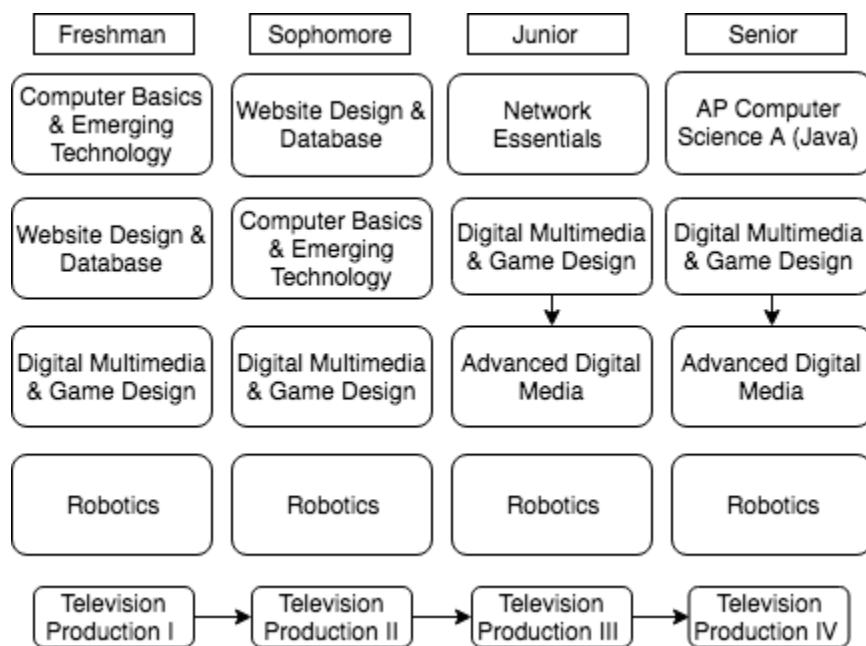 Freshman
Sophomore
Junior
Senior
Computer Basics
& Emerging
Technology
Website Design &
Database
Network
Essentials
AP Computer
Science A (Java)
Website Design &
Database
Computer Basics
& Emerging
Technology
Digital Multimedia
& Game Design
Digital Multimedia
& Game Design
Digital Multimedia
& Game Design
Digital Multimedia
& Game Design
Advanced Digital
Media
Advanced Digital
Media
Robotics
Robotics
Robotics
Robotics
Television
Production I
Television
Production II
Television
Production III
Television
Production IV